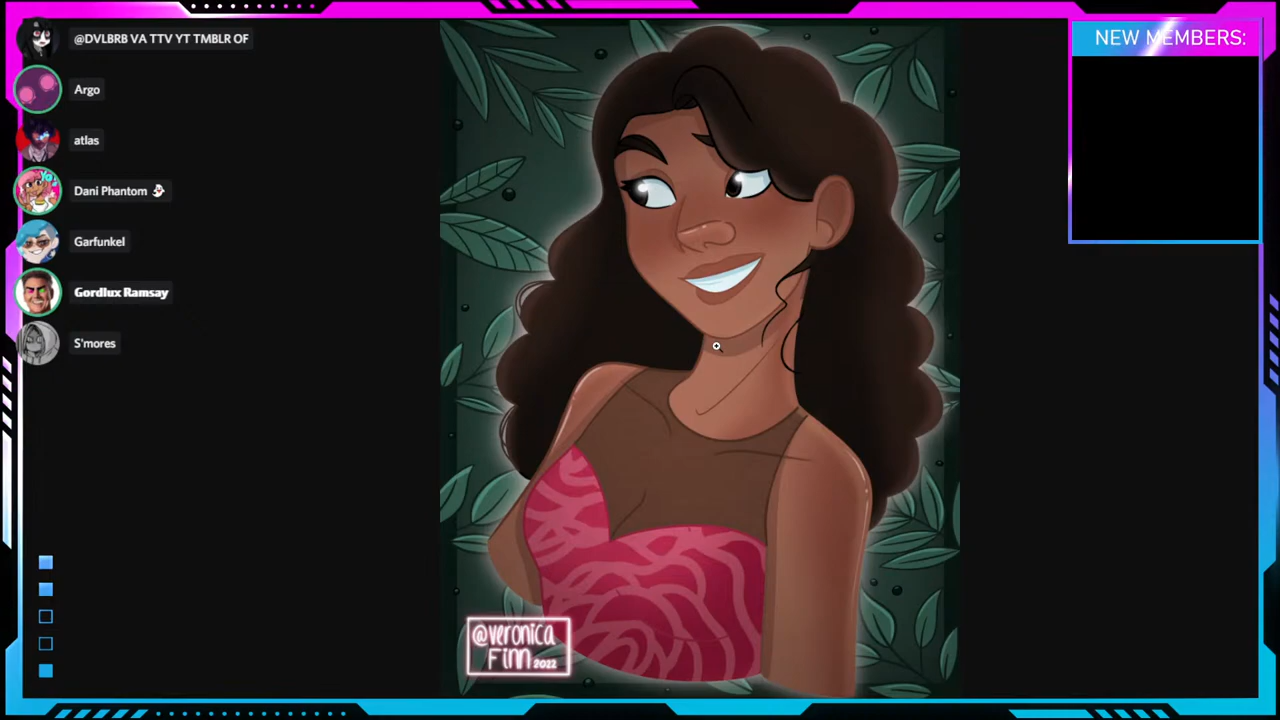 @DVLBRB VA TTV YT TMBLR OF
NEW MEMBERS:
Argo
atlas
Yo.
Dani Phantom
Garfunkel
Gordlux Ramsay
S'mores
@veronica
Finn 2022